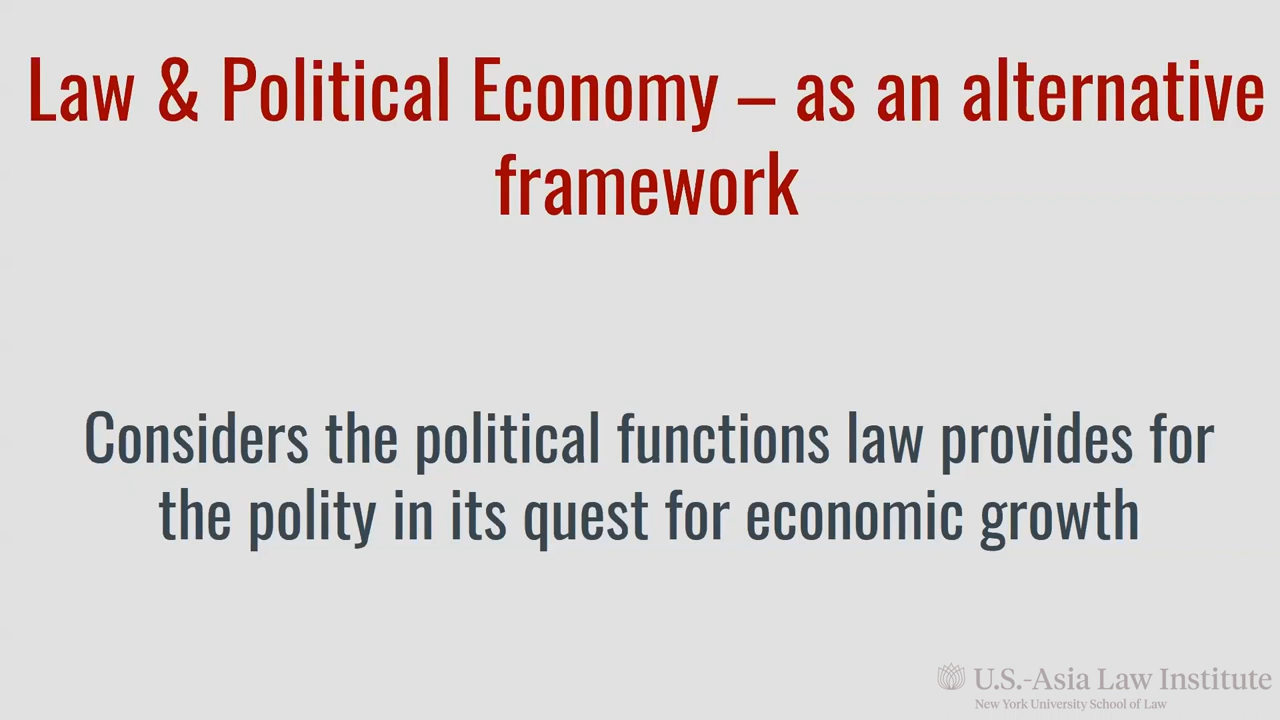 Law & Political Economy – as an alternative
framework
Considers the political functions law provides for
the polity in its quest for economic growth
U.S.-Asia Law Institute
New York University School of Law